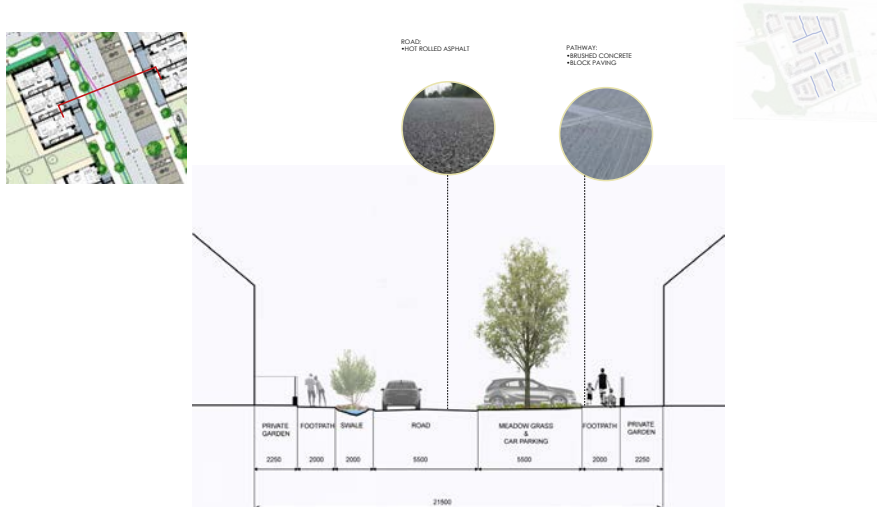 ROAD:
•HOT ROLLED ASPHALT
PATHWAY:
•BRUSHED CONCRETE
•BLOCK PAVING
PRIVATE
GARDEN
FOOTPATH
SWALE
ROAD
MEADOW GRASS
&
CAR PARKING
FOOTPATH
PRIVATE
GARDEN
2250
2000
2000
5500
5500
2000
2250
21500